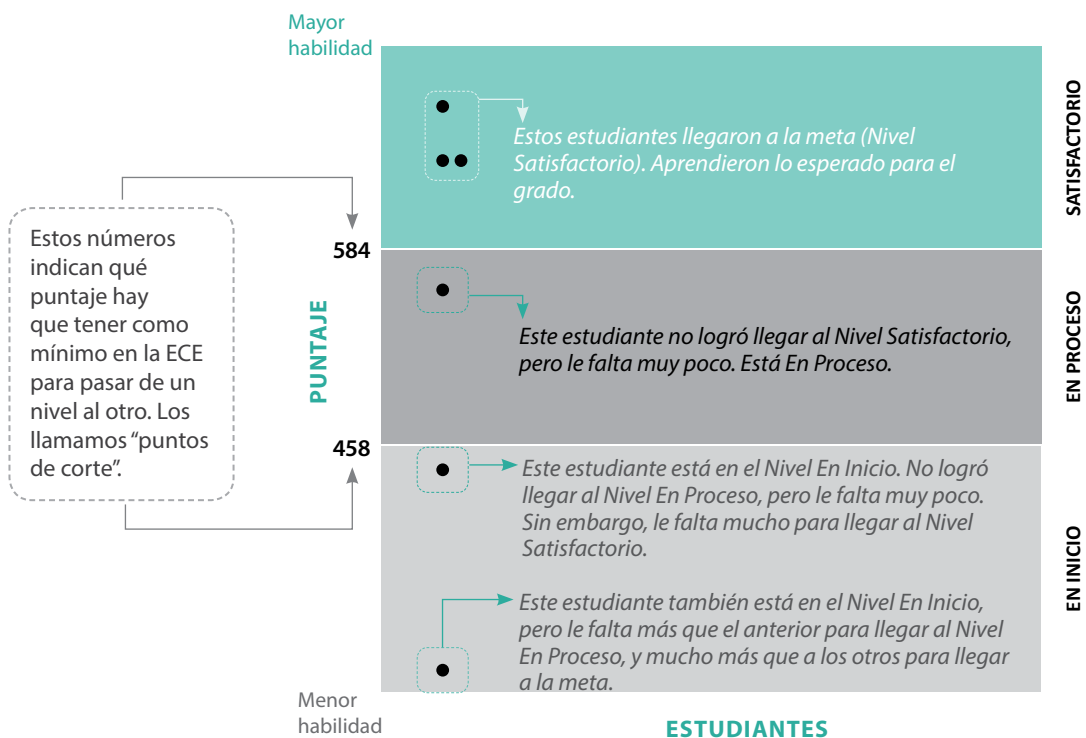 Mayor
habilidad
Estos estudiantes llegaron a la meta (Nivel
Satisfactorio). Aprendieron lo esperado para el
grado.
SATISFACTORIO
Estos números
indican qué
puntaje hay
que tener como
mínimo en la ECE
para pasar de un
nivel al otro. Los
llamamos “puntos
de corte”.
584
PUNTAJE
Este estudiante no logró llegar al Nivel Satisfactorio,
pero le falta muy poco. Está En Proceso.
EN PROCESO
458
Este estudiante está en el Nivel En Inicio. No logró
llegar al Nivel En Proceso, pero le falta muy poco.
Sin embargo, le falta mucho para llegar al Nivel
Satisfactorio.
Este estudiante también está en el Nivel En Inicio,
pero le falta más que el anterior para llegar al Nivel
En Proceso, y mucho más que a los otros para llegar
a la meta.
EN INICIO
Menor
habilidad
ESTUDIANTES